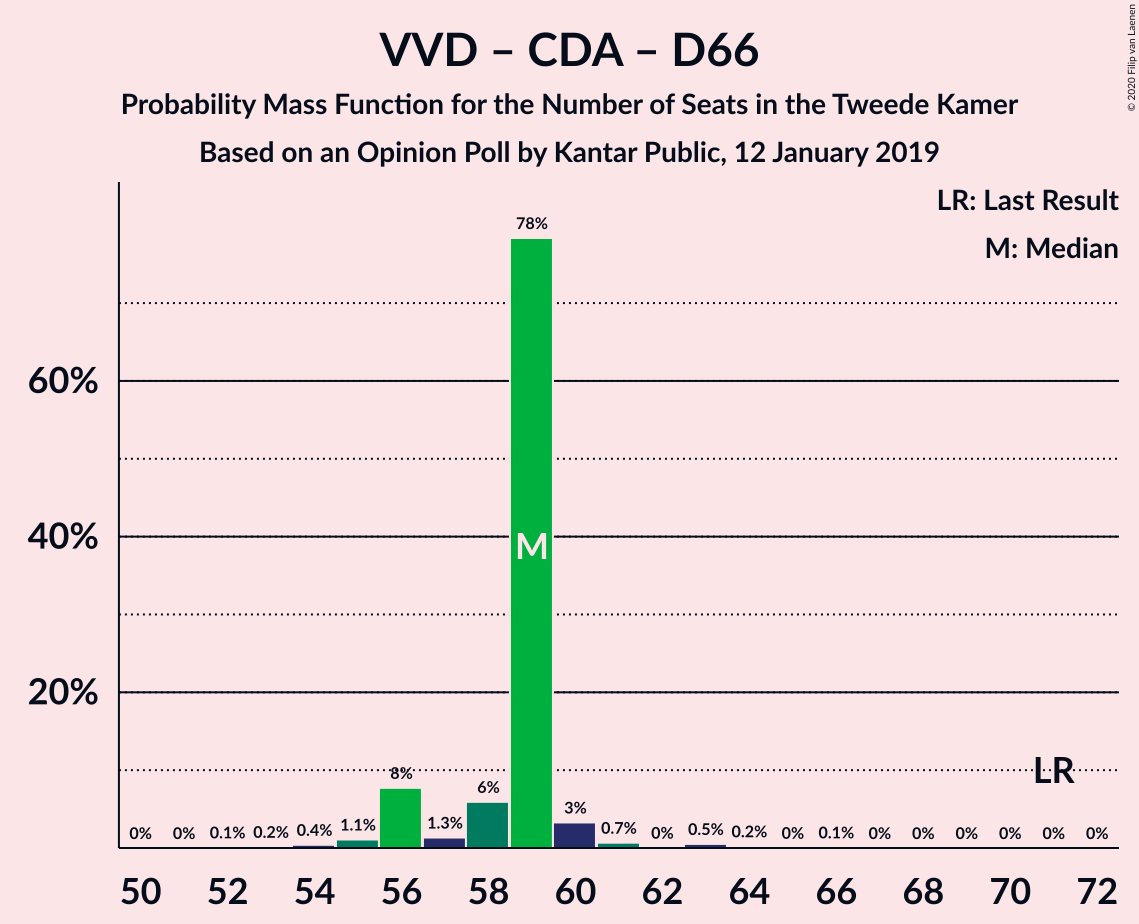 VVD – CDA – D66
Probability Mass Function for the Number of Seats in the Tweede Kamer
Based on an Opinion Poll by Kantar Public, 12 January 2019
© 2020 Filip van Laenen
LR: Last Result
M: Median
60%
40%
20%
0% 0% 0.1% 0.2% 0.4% 1.1% 8% 1.3% 6% 78% 3% 0.7% 0% 0.5% 0.2% 0% 0.1% 0% 0% 0% 0% 0% 0%
M
LR
50 52 54 56 58 60 62 64 66 68 70 72